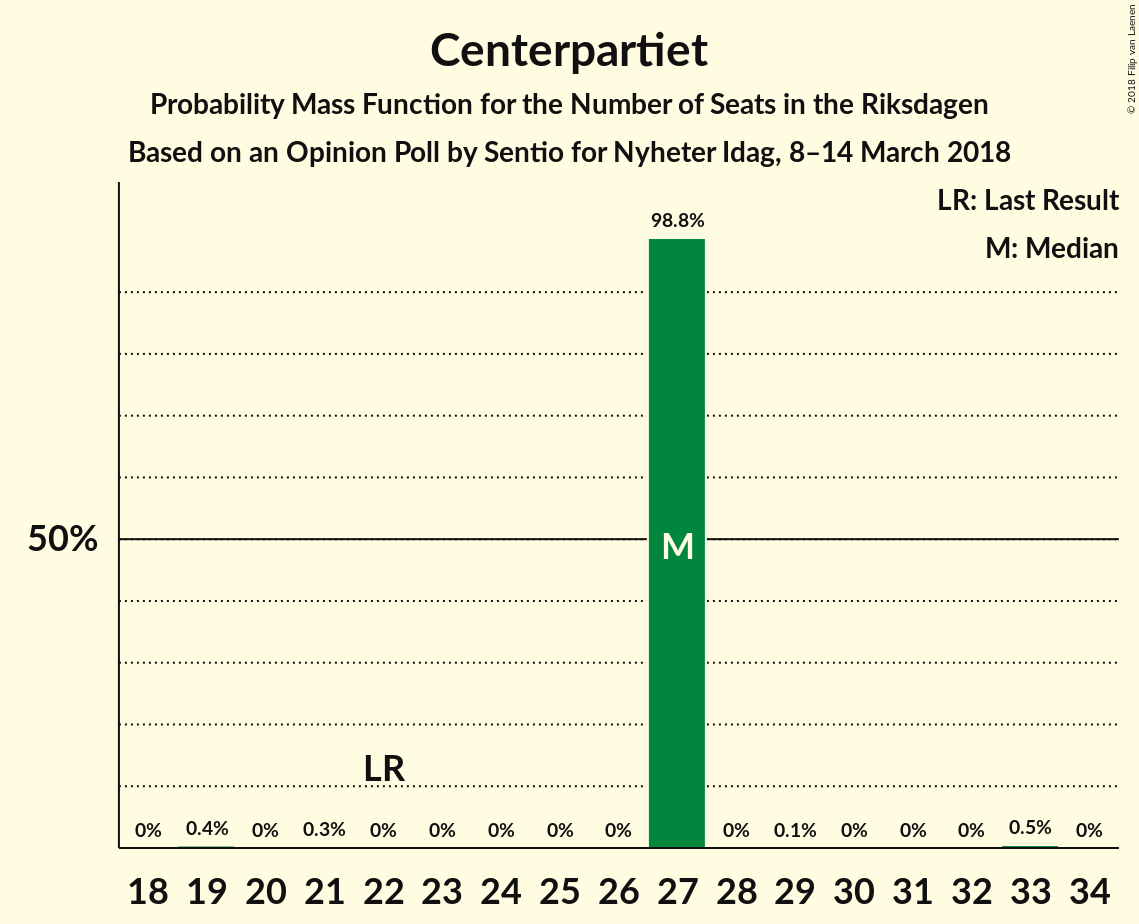 Centerpartiet
Probability Mass Function for the Number of Seats in the Riksdagen
Based on an Opinion Poll by Sentio for Nyheter Idag, 8–14 March 2018
© 2018 Filip van Laenen
LR: Last Result
M: Median
98.8%
50%
M
LR
0% 0.4% 0% 0.3% 0% 0% 0% 0% 0% 0% 0.1% 0% 0% 0% 0.5% 0%
18 19 20 21 22 23 24 25 26 27 28 29 30 31 32 33 34